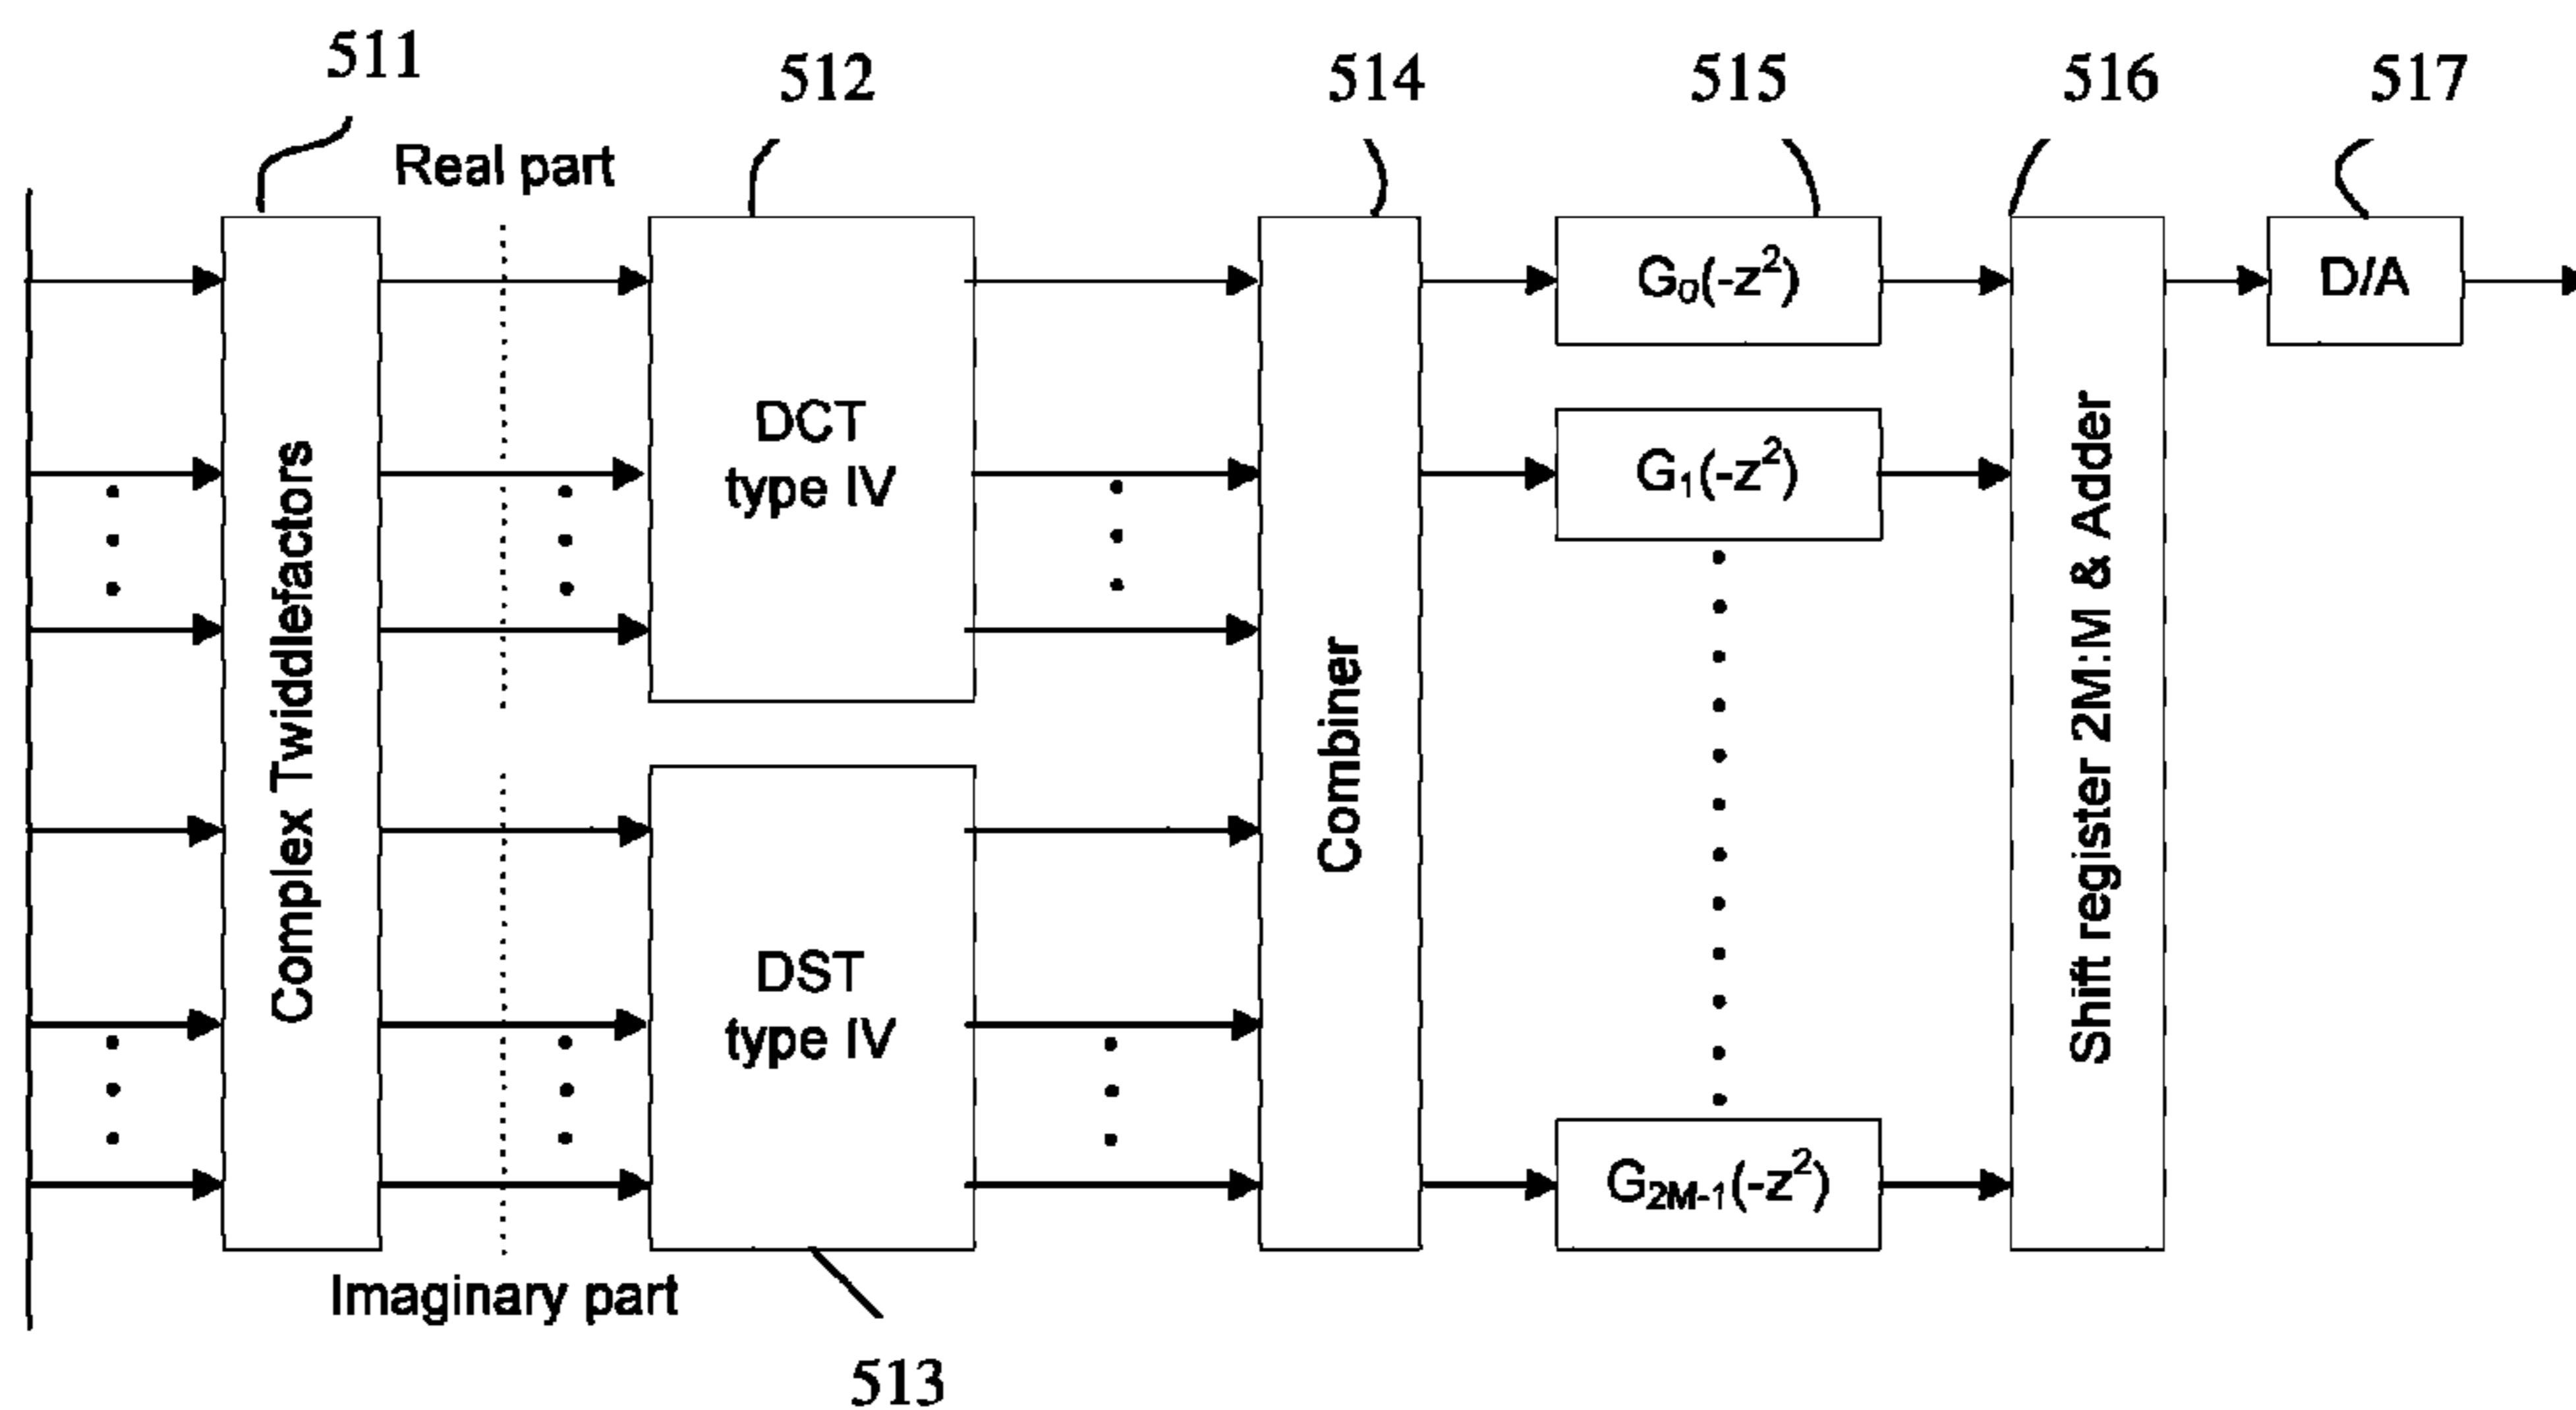 511
512
514
515
516
517
Real part
Complex Twiddlefactors
DCT
type IV
DST
type IV
Combiner
G₀(-z²)
G₁(-z²)
G₂M-₁(-z²)
Shift register 2M:M & Adder
D/A
Imaginary part
513